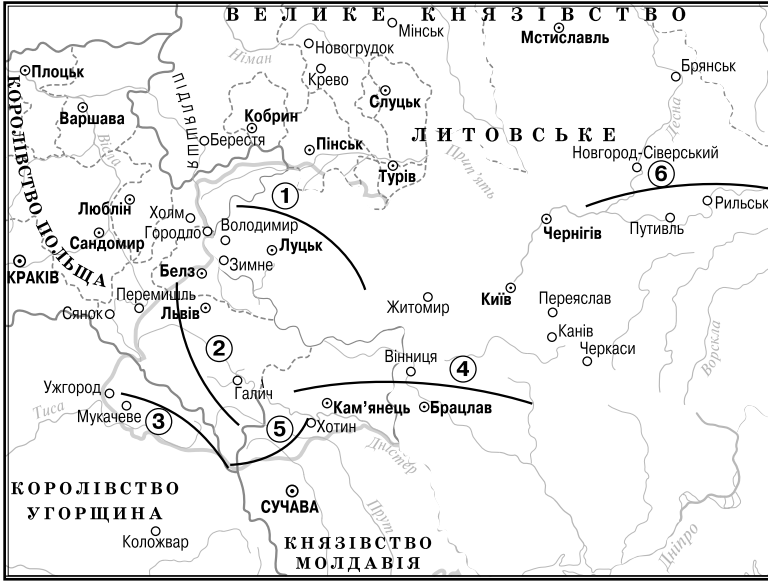 ВЕЛИКЕ КНЯЗІВСТВО
ЛИТОВСЬКЕ
Мінськ
Мстиславль
Новогрудок
Німан
Крево
Брянськ
Плоцьк
КОРОЛІВСТВО ПОЛЬЩА
ПІДЛЯШШЯ
Слуцьк
Варшава
Кобрин
Берестя
Пінськ
Десна
Вісла
Прип'ять
Новгород-Сіверський
6
Турів
1
Люблін
Холм
Городло
Володимир
Рильськ
Путивль
Чернігів
Сандомир
Луцьк
Зимне
КРАКІВ
Белз
Перемишль
Сянок
Львів
Житомир
Київ
Переяслав
Канів
Черкаси
Ворскла
2
Вінниця
4
Ужгород
Галич
Тиса
Мукачеве
3
Кам'янець
Брацлав
5
Хотин
Дністер
КОРОЛІВСТВО
УГОРЩИНА
СУЧАВА
Прут
Коложвар
Дніпро
КНЯЗІВСТВО
МОЛДАВІЯ